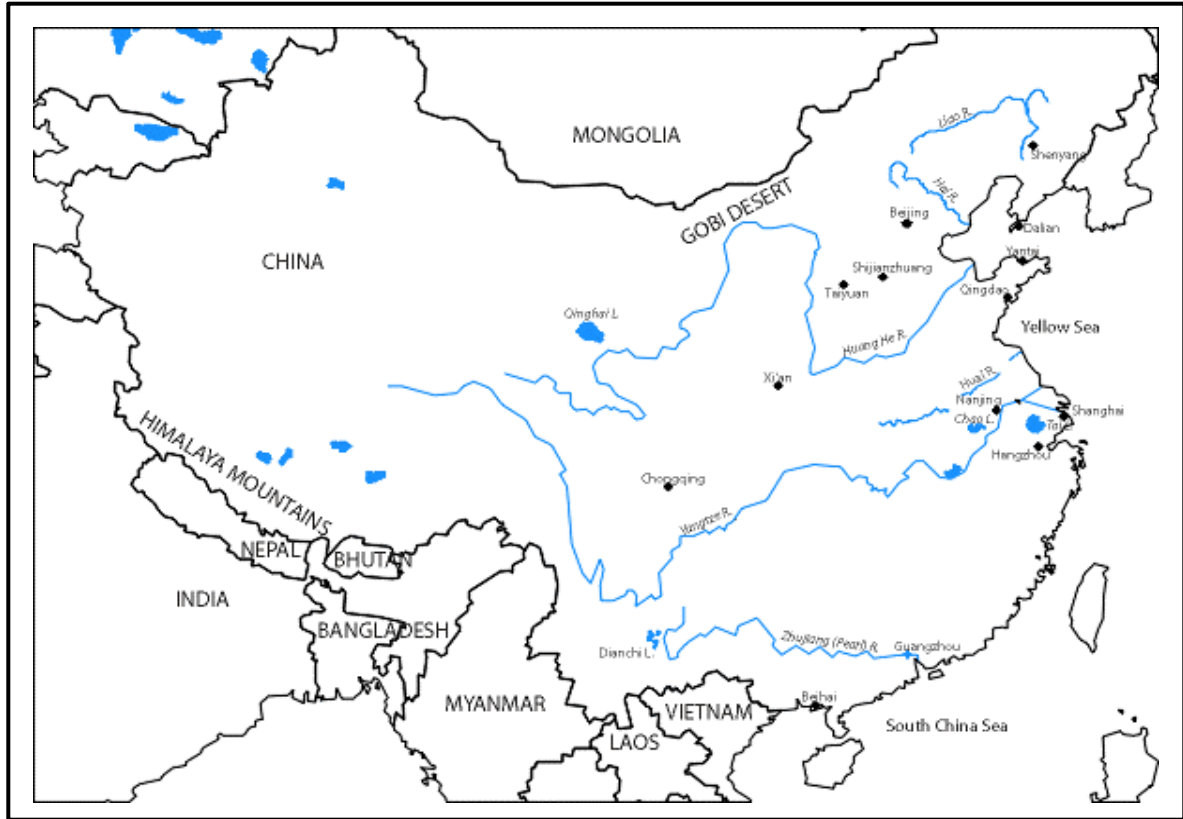 Liao R.
MONGOLIA
Shenyang
Hai R.
GOBI DESERT
Beijing
Dalian
CHINA
Yantai
Shijianzhuang
Taiyuan
Qingdao
Qinghai L.
Yellow Sea
Huang He R.
Xi'an
Huai R.
Nanjing
Shanghai
Chao L.
Tai L.
Hangzhou
HIMALAYA MOUNTAINS
Chongqing
Yangtze R.
NEPAL
BHUTAN
INDIA
BANGLADESH
Zhujiang (Pearl) R.
Guangzhou
Dianchi L.
MYANMAR
VIETNAM
Beihai
LAOS
South China Sea